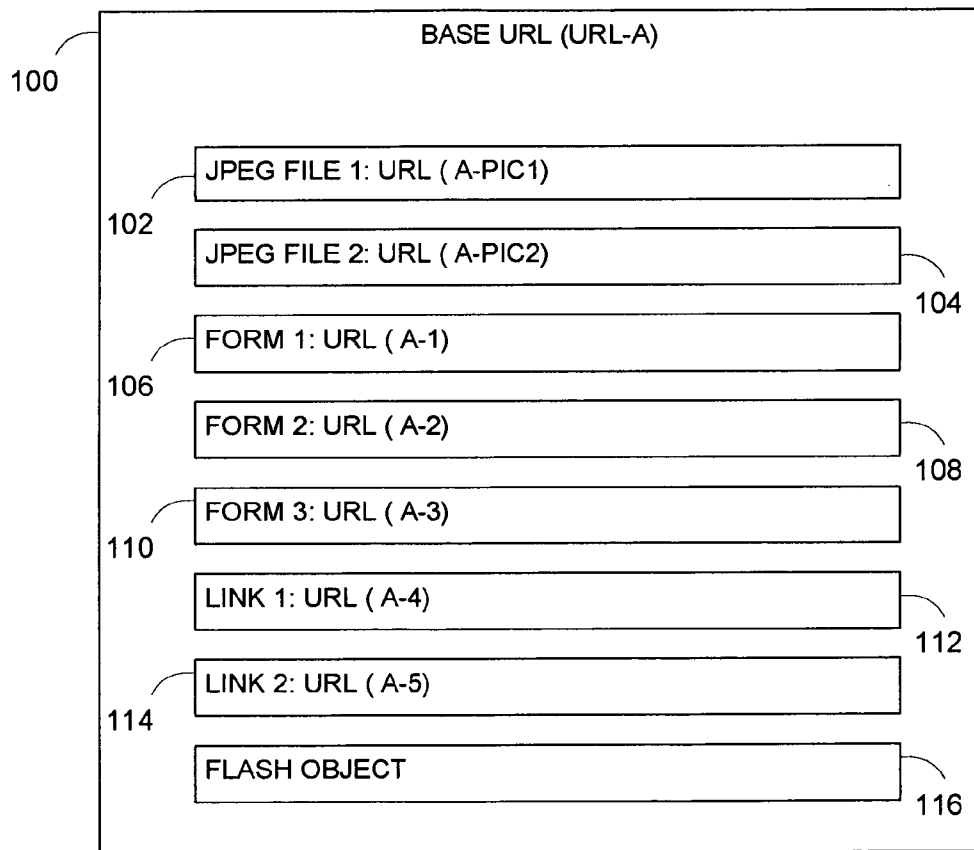 BASE URL (URL-A)
100
JPEG FILE 1: URL ( A-PIC1)
102
JPEG FILE 2: URL ( A-PIC2)
104
FORM 1: URL ( A-1)
106
FORM 2: URL ( A-2)
108
FORM 3: URL ( A-3)
110
LINK 1: URL ( A-4)
112
LINK 2: URL ( A-5)
114
FLASH OBJECT
116